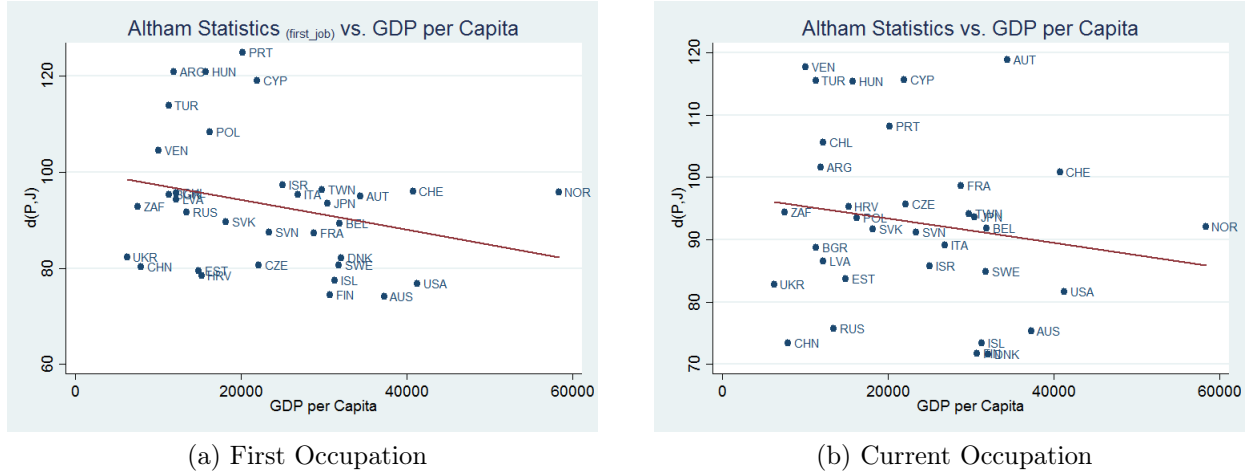 Altham Statistics (first_job) vs. GDP per Capita
d(P,J)
120
100
80
60
PRT
ARG
HUN
CYP
TUR
POL
VEN
ISR
TWN
CHE
NOR
CHL
ITA
AUT
LVA
JPN
ZAF
RUS
SVK
BEL
SVN
FRA
UKR
DNK
CHN
CZE
SWE
EST
HRV
ISL
USA
FIN
AUS
0 20000 40000 60000
GDP per Capita
(a) First Occupation
Altham Statistics vs. GDP per Capita
d(P,J)
120
110
100
90
80
70
AUT
VEN
TUR
HUN
CYP
PRT
CHL
ARG
CHE
FRA
CZE
HRV
ZAF
TWN
POL
JPN
SVK
SVN
BEL
NOR
BGR
ITA
LVA
ISR
SWE
EST
UKR
USA
RUS
AUS
CHN
ISL
FIN
DNK
0 20000 40000 60000
GDP per Capita
(b) Current Occupation